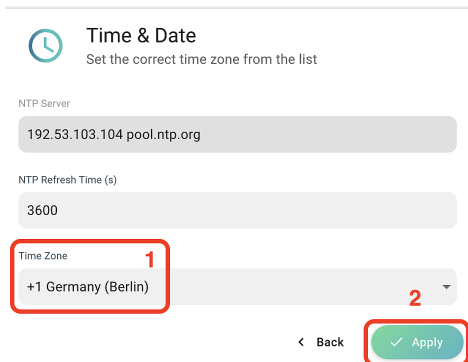 Time & Date
Set the correct time zone from the list
NTP Server
192.53.103.104 pool.ntp.org
NTP Refresh Time (s)
3600
Time Zone
1
+1 Germany (Berlin)
2
Back
Apply